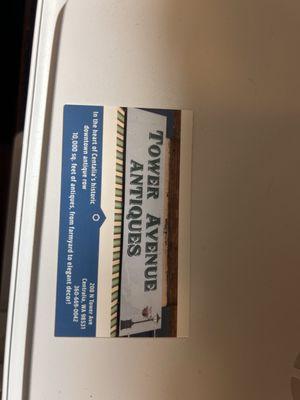 TOWER AVENUE
ANTIQUES
In the heart of Centalia's historic
downtown antique row
10,000 sq. feet of antiques, from farmyard to elegant decor!
208 N Tower Ave
Centralia, WA 98531
360-669-0042